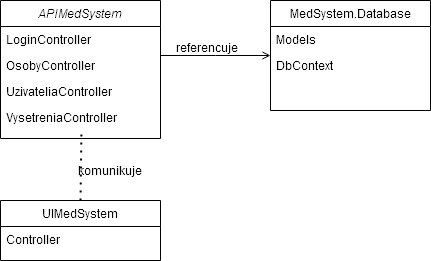 APIMedSystem
LoginController
OsobyController
UzivateliaController
VysetreniaController
referencuje
MedSystem.Database
Models
DbContext
komunikuje
UIMedSystem
Controller